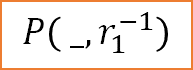 P( _, r₁⁻¹)